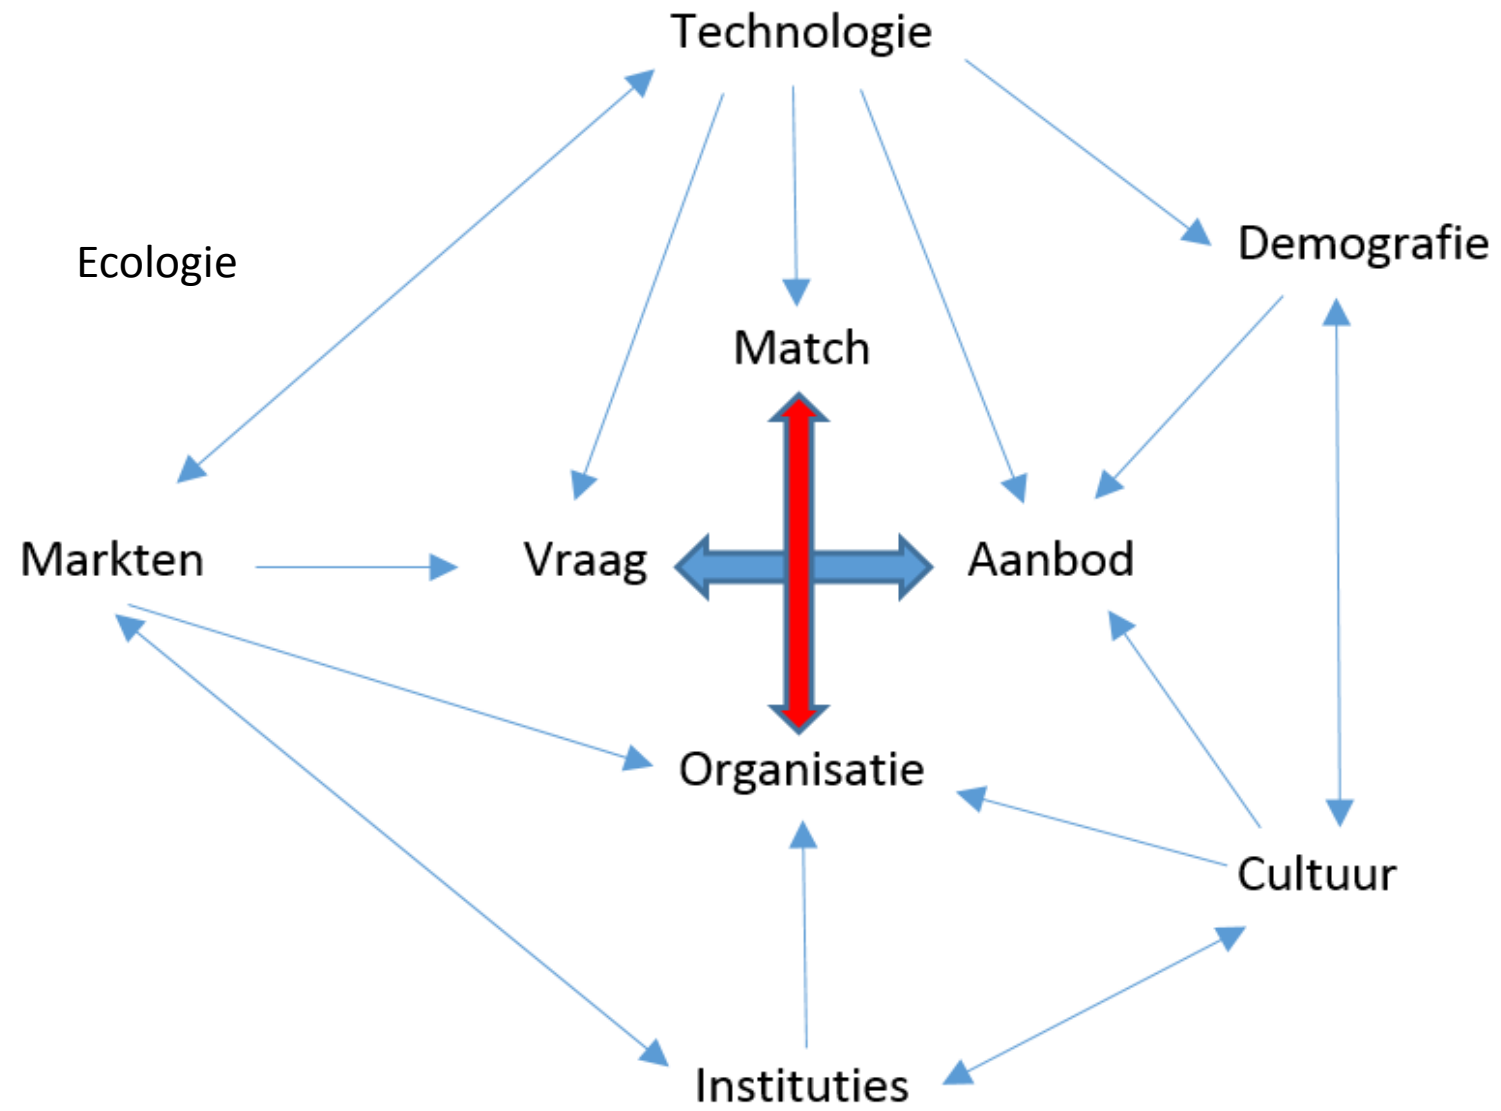 Technologie
Demografie
Ecologie
Match
Markten
Vraag
Aanbod
Organisatie
Cultuur
Instituties